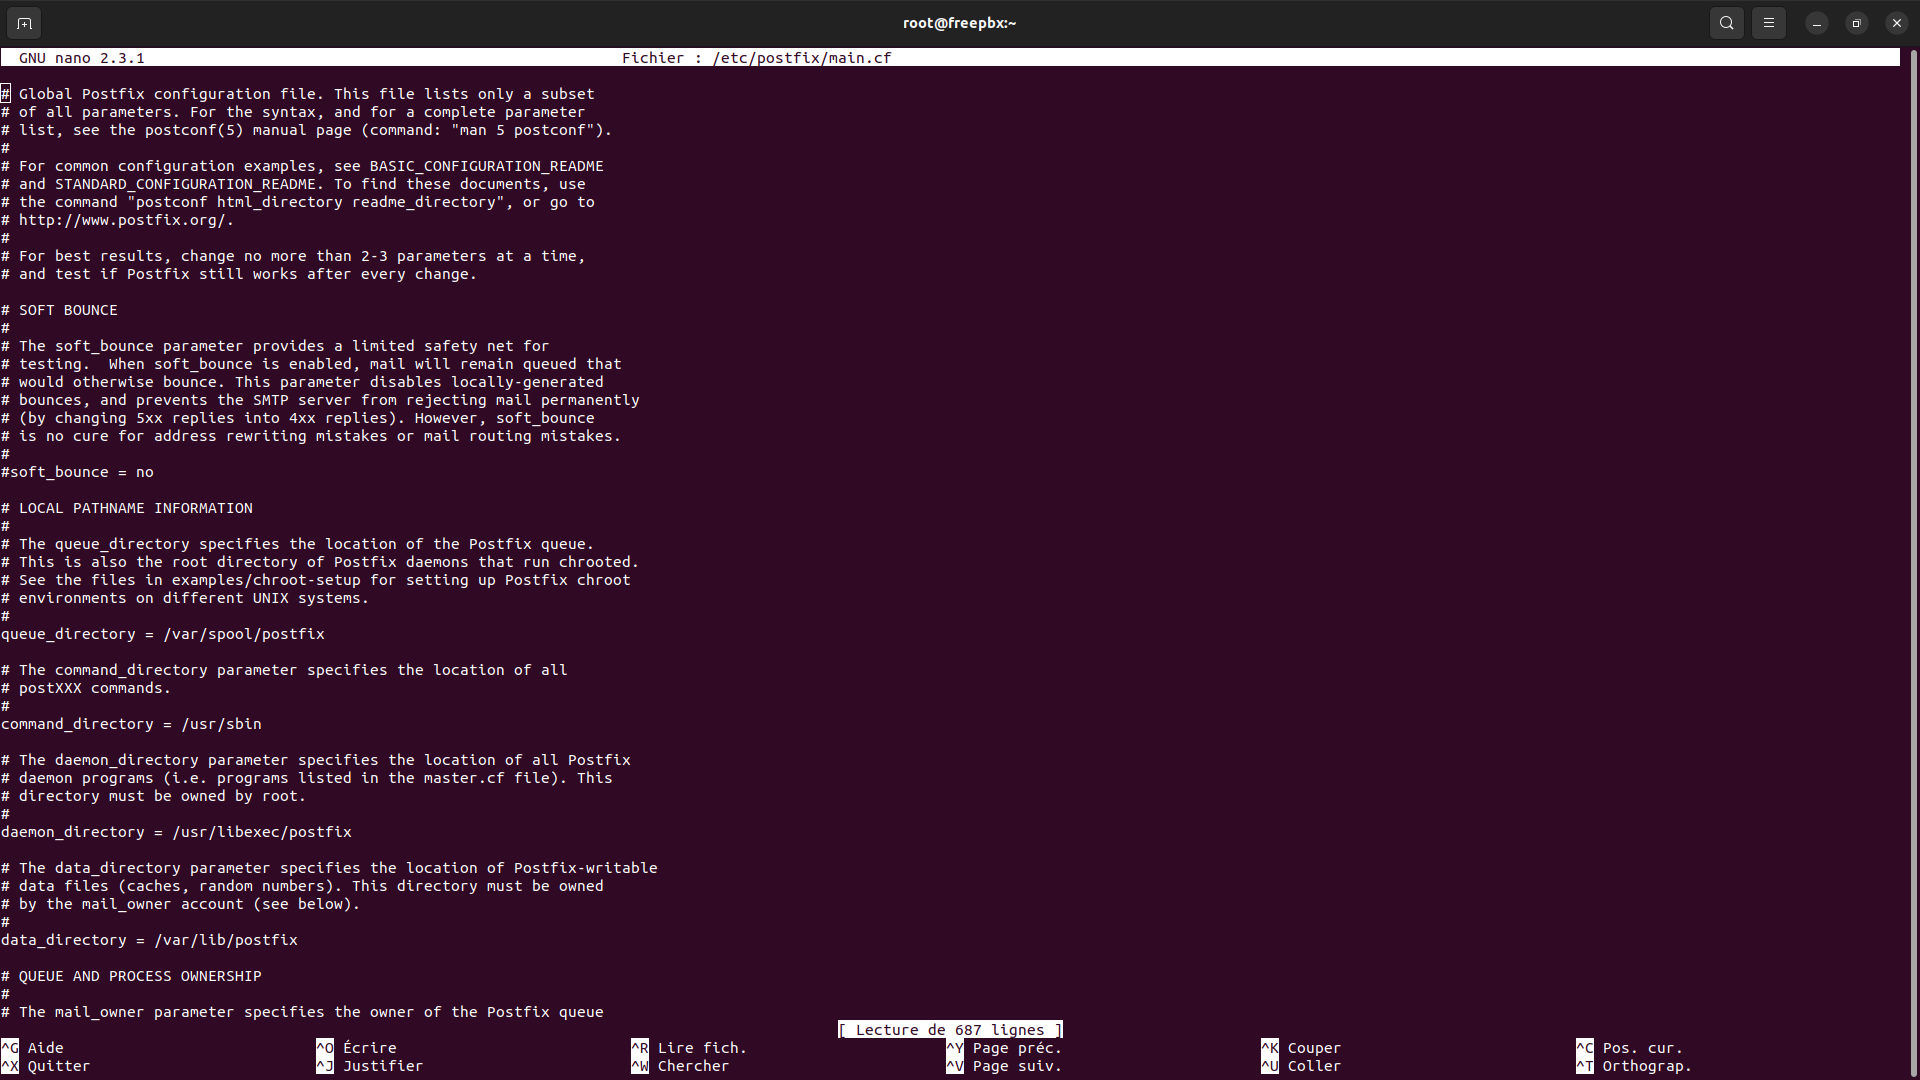 root@freepbx:~
GNU nano 2.3.1 Fichier : /etc/postfix/main.cf
# Global Postfix configuration file. This file lists only a subset
# of all parameters. For the syntax, and for a complete parameter
# list, see the postconf(5) manual page (command: "man 5 postconf").
#
# For common configuration examples, see BASIC_CONFIGURATION_README
# and STANDARD_CONFIGURATION_README. To find these documents, use
# the command "postconf html_directory readme_directory", or go to
# http://www.postfix.org/.
#
# For best results, change no more than 2-3 parameters at a time,
# and test if Postfix still works after every change.
# SOFT BOUNCE
#
# The soft_bounce parameter provides a limited safety net for
# testing.  When soft_bounce is enabled, mail will remain queued that
# would otherwise bounce. This parameter disables locally-generated
# bounces, and prevents the SMTP server from rejecting mail permanently
# (by changing 5xx replies into 4xx replies). However, soft_bounce
# is no cure for address rewriting mistakes or mail routing mistakes.
#
#soft_bounce = no
# LOCAL PATHNAME INFORMATION
#
# The queue_directory specifies the location of the Postfix queue.
# This is also the root directory of Postfix daemons that run chrooted.
# See the files in examples/chroot-setup for setting up Postfix chroot
# environments on different UNIX systems.
#
queue_directory = /var/spool/postfix
# The command_directory parameter specifies the location of all
# postXXX commands.
#
command_directory = /usr/sbin
# The daemon_directory parameter specifies the location of all Postfix
# daemon programs (i.e. programs listed in the master.cf file). This
# directory must be owned by root.
#
daemon_directory = /usr/libexec/postfix
# The data_directory parameter specifies the location of Postfix-writable
# data files (caches, random numbers). This directory must be owned
# by the mail_owner account (see below).
#
data_directory = /var/lib/postfix
# QUEUE AND PROCESS OWNERSHIP
#
# The mail_owner parameter specifies the owner of the Postfix queue
[ Lecture de 687 lignes ]
^G Aide ^O Écrire ^R Lire fich. ^Y Page préc. ^K Couper ^C Pos. cur.
^X Quitter ^J Justifier ^W Chercher ^V Page suiv. ^U Coller ^T Orthograp.